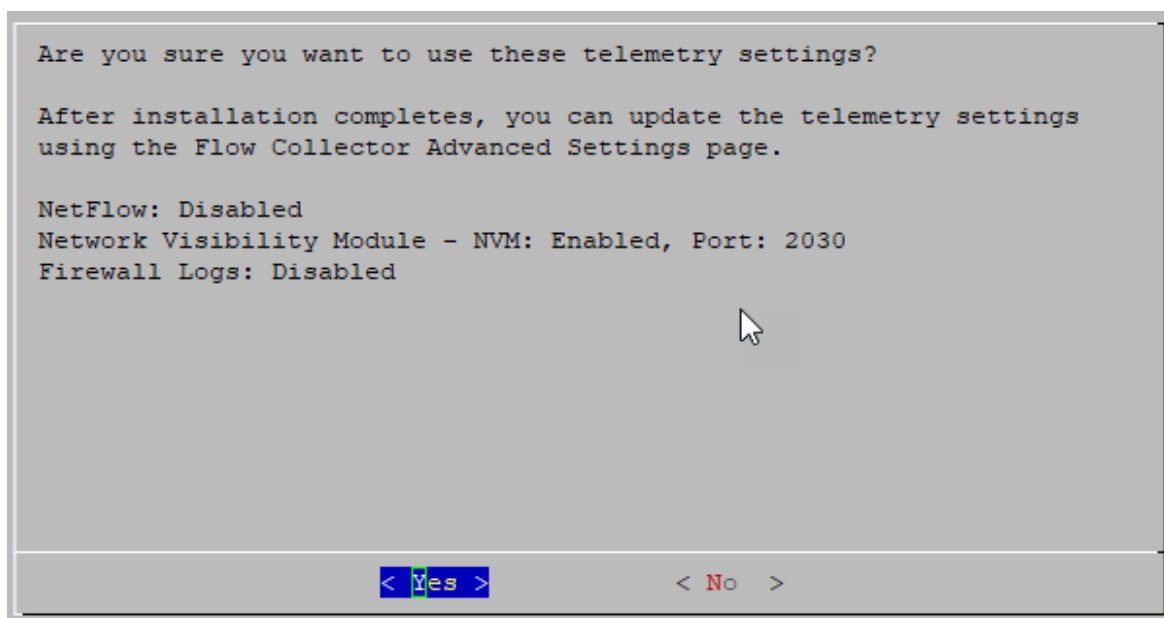 Are you sure you want to use these telemetry settings?
After installation completes, you can update the telemetry settings
using the Flow Collector Advanced Settings page.
NetFlow: Disabled
Network Visibility Module - NVM: Enabled, Port: 2030
Firewall Logs: Disabled
< Yes > < No >